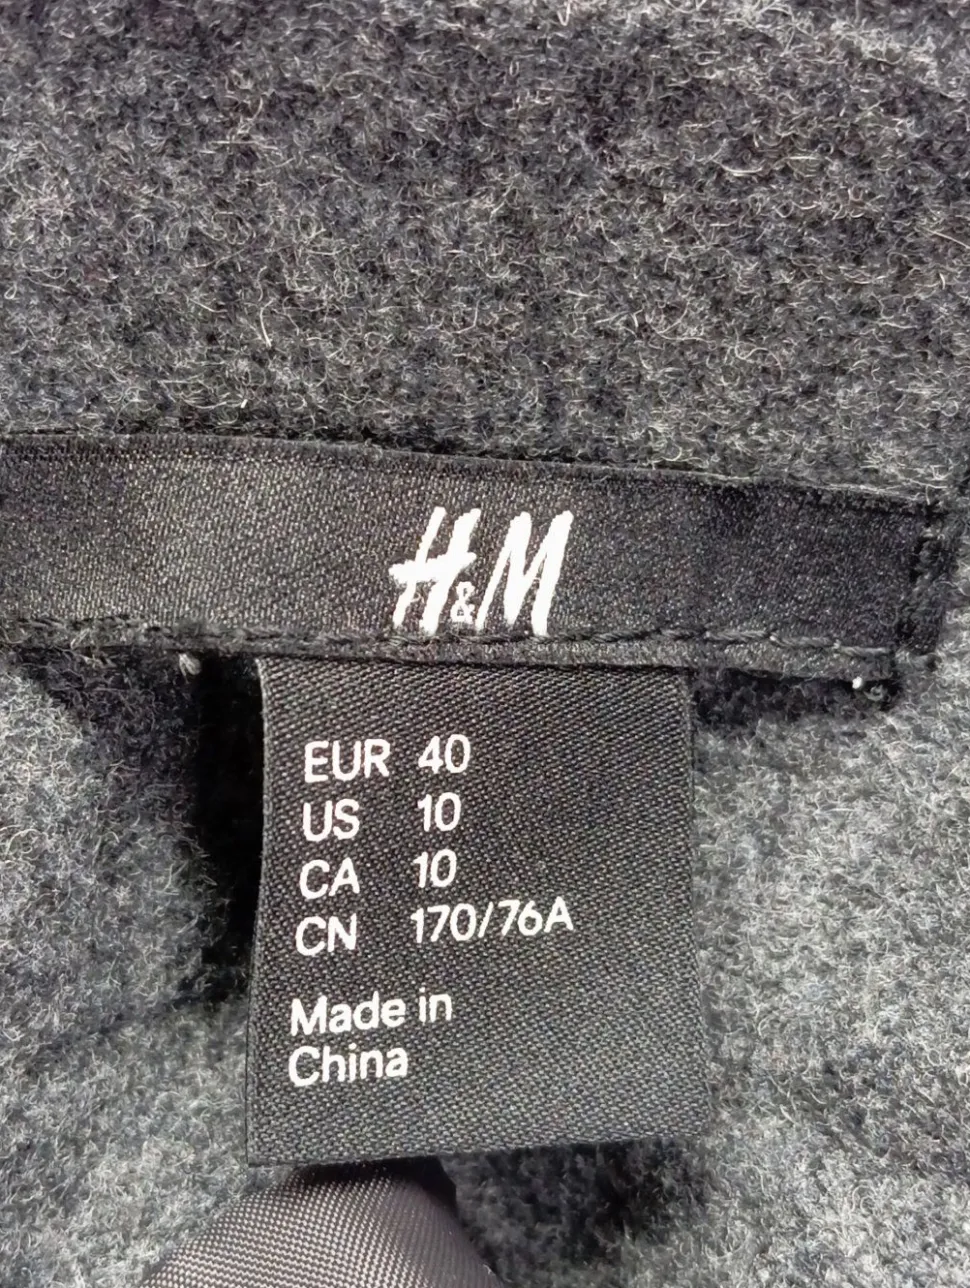 H&M
EUR 40
US 10
CA 10
CN 170/76A
Made in
China